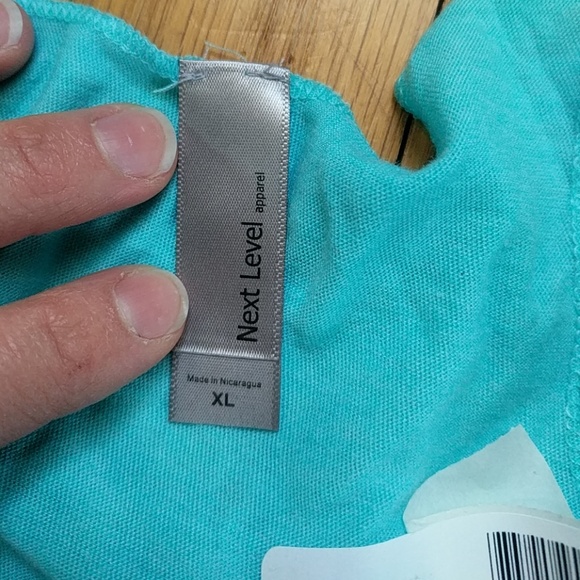 Next Level
apparel
Made in Nicaragua
XL